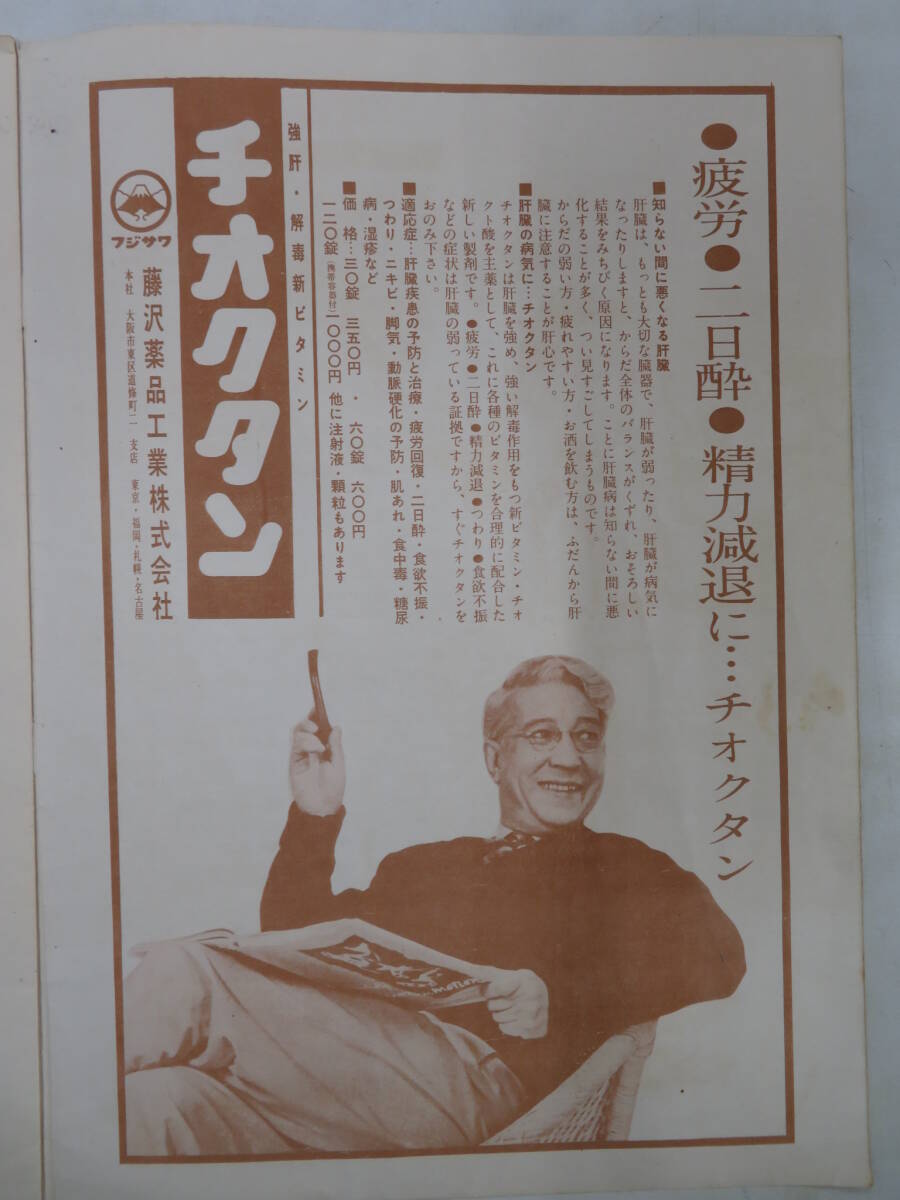 ●疲労●二日酔●精力減退に…チオクタン
■知らない間に悪くなる肝臓
肝臓は、もっとも大切な臓器で、肝臓が弱ったり、肝臓が病気に
なったりしますと、からだ全体のバランスがくずれ、おそろしい
結果をみちびく原因になります。ことに肝臓病は知らない間に悪
化することが多く、つい見すごしてしまうものです。
からだの弱い方・疲れやすい方・お酒を飲む方は、ふだんから肝
臓に注意することが肝心です。
■肝臓の病気に…チオクタン
チオクタンは肝臓を強め、強い解毒作用をもつ新ビタミン・チオ
クト酸を主薬として、これに各種のビタミンを合理的に配合した
新しい製剤です。●疲労●二日酔●精力減退●つわり●食欲不振
などの症状は肝臓の弱っている証拠ですから、すぐチオクタンを
おのみ下さい。
■適応症…肝臓疾患の予防と治療・疲労回復・二日酔・食欲不振・
つわり・ニキビ・脚気・動脈硬化の予防・肌あれ・食中毒・糖尿
病・湿疹など
■価格…三〇錠 三五〇円・六〇錠 六〇〇円
一二〇錠(携帯容器付)一〇〇〇円 他に注射液・顆粒もあります
強肝・解毒新ビタミン
チオクタン
フジサワ
藤沢薬品工業株式会社
本社 大阪市東区道修町二 支店 東京・福岡・札幌・名古屋